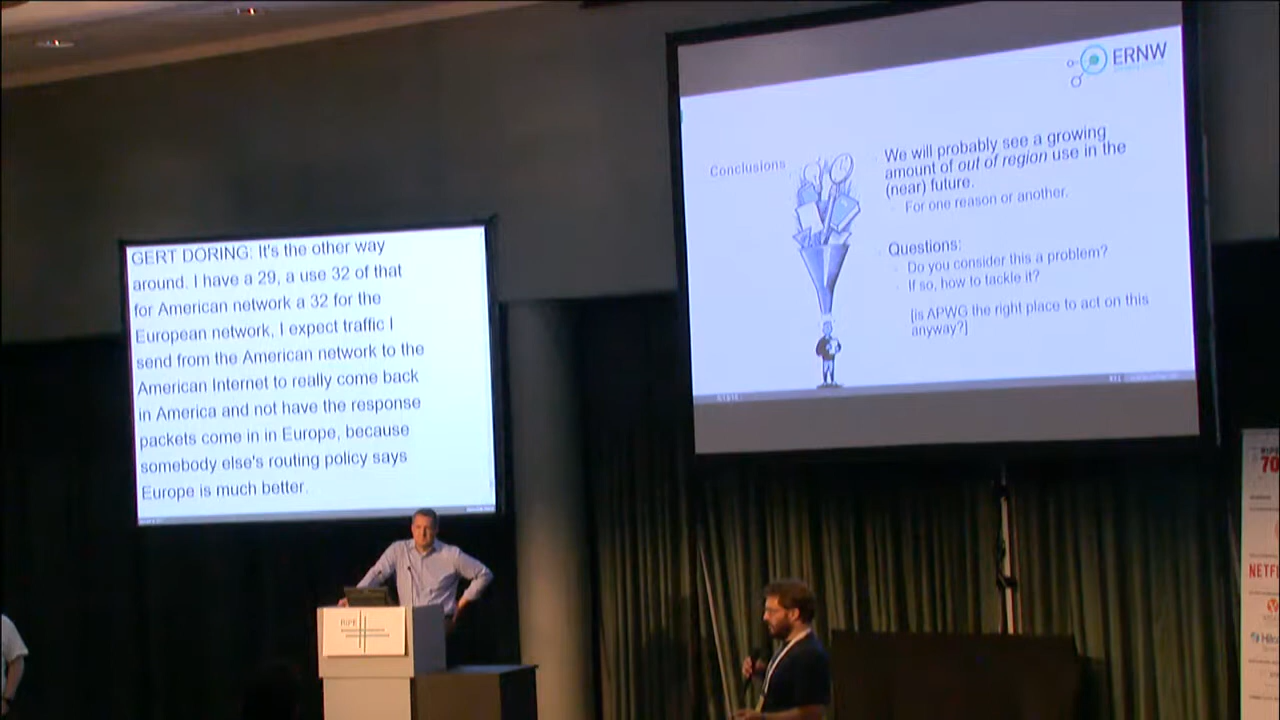 GERT DORING: It's the other way
around. I have a 29, a use 32 of that
for American network a 32 for the
European network, I expect traffic I
send from the American network to the
American Internet to really come back
in America and not have the response
packets come in in Europe, because
somebody else's routing policy says
Europe is much better.
ERNW
Conclusions
We will probably see a growing
amount of out of region use in the
(near) future.
For one reason or another.
Questions:
Do you consider this a problem?
If so, how to tackle it?
[is APWG the right place to act on this
anyway?]
RIPE
70
NETFL